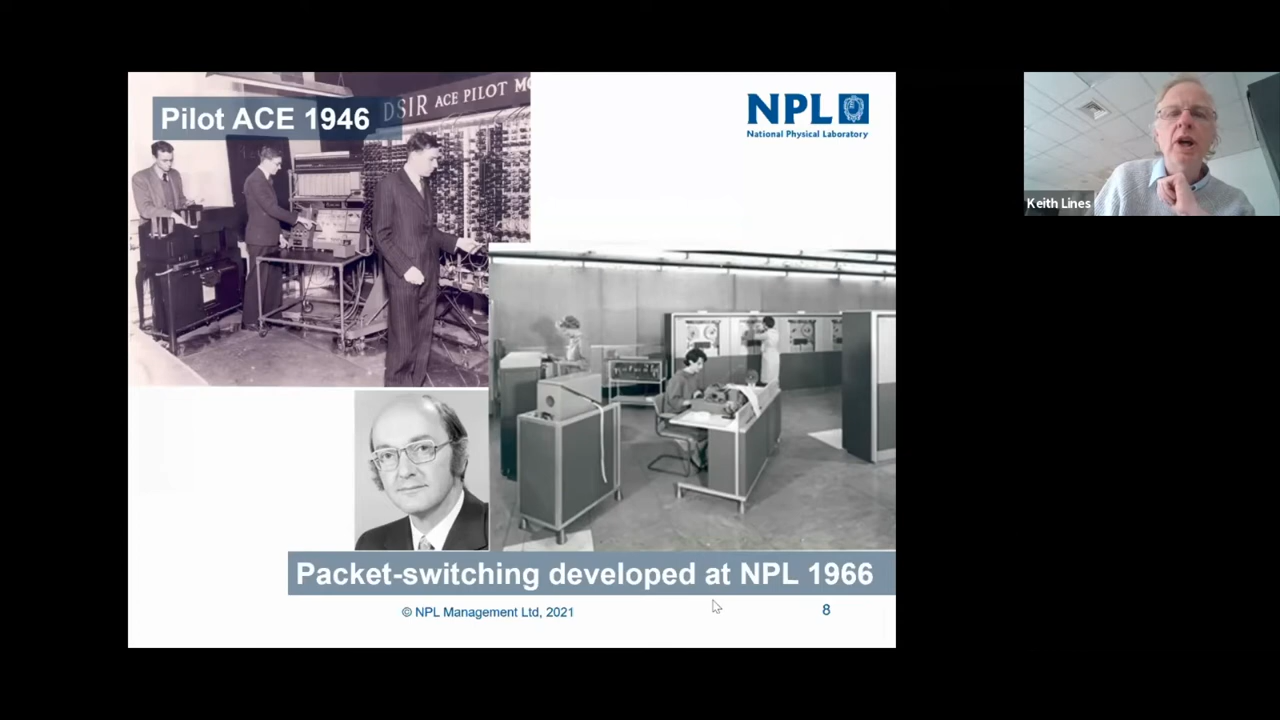 Pilot ACE 1946
DSIR ACE PILOT
NPL
National Physical Laboratory
Keith Lines
Packet-switching developed at NPL 1966
© NPL Management Ltd, 2021
8